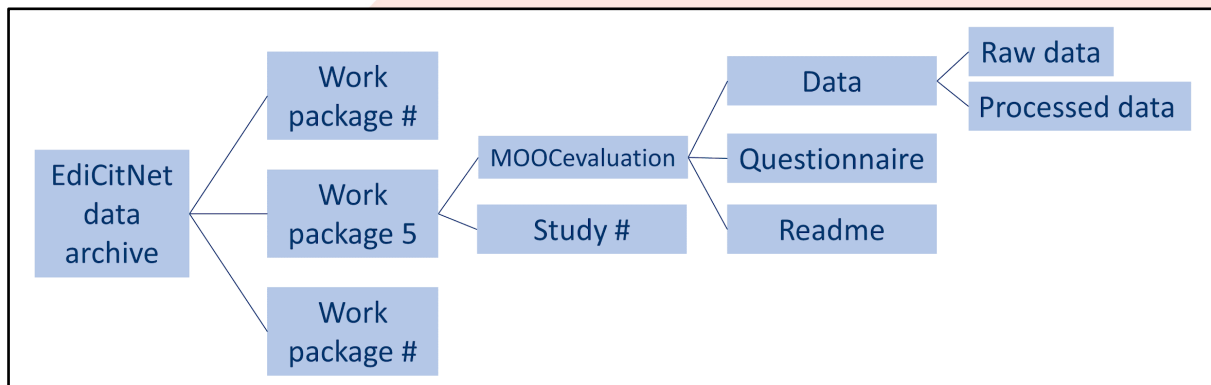 EdiCitNet
data
archive
Work
package #
Work
package 5
Work
package #
MOOCevaluation
Study #
Data
Questionnaire
Readme
Raw data
Processed data